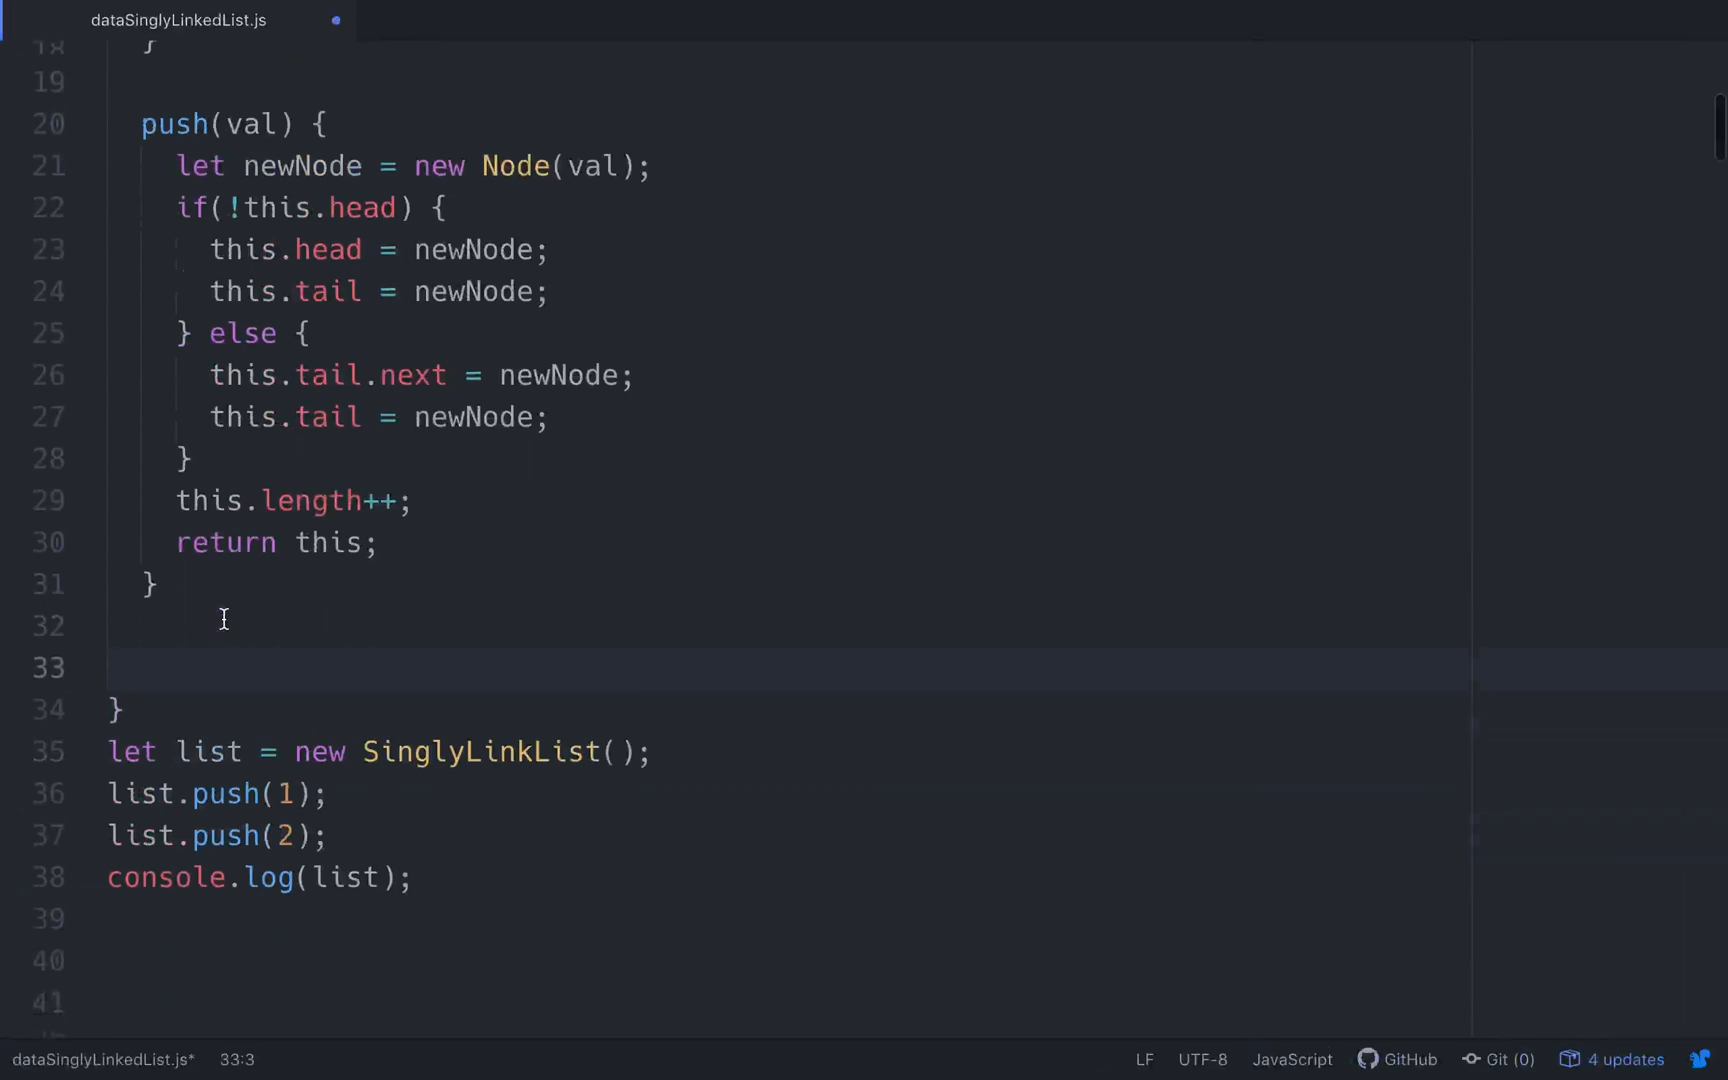 dataSinglyLinkedList.js
18 }
19
20 push(val) {
21 let newNode = new Node(val);
22 if(!this.head) {
23 this.head = newNode;
24 this.tail = newNode;
25 } else {
26 this.tail.next = newNode;
27 this.tail = newNode;
28 }
29 this.length++;
30 return this;
31 }
32
33
34 }
35 let list = new SinglyLinkList();
36 list.push(1);
37 list.push(2);
38 console.log(list);
39
40
41
dataSinglyLinkedList.js* 33:3 LF UTF-8 JavaScript GitHub Git (0) 4 updates